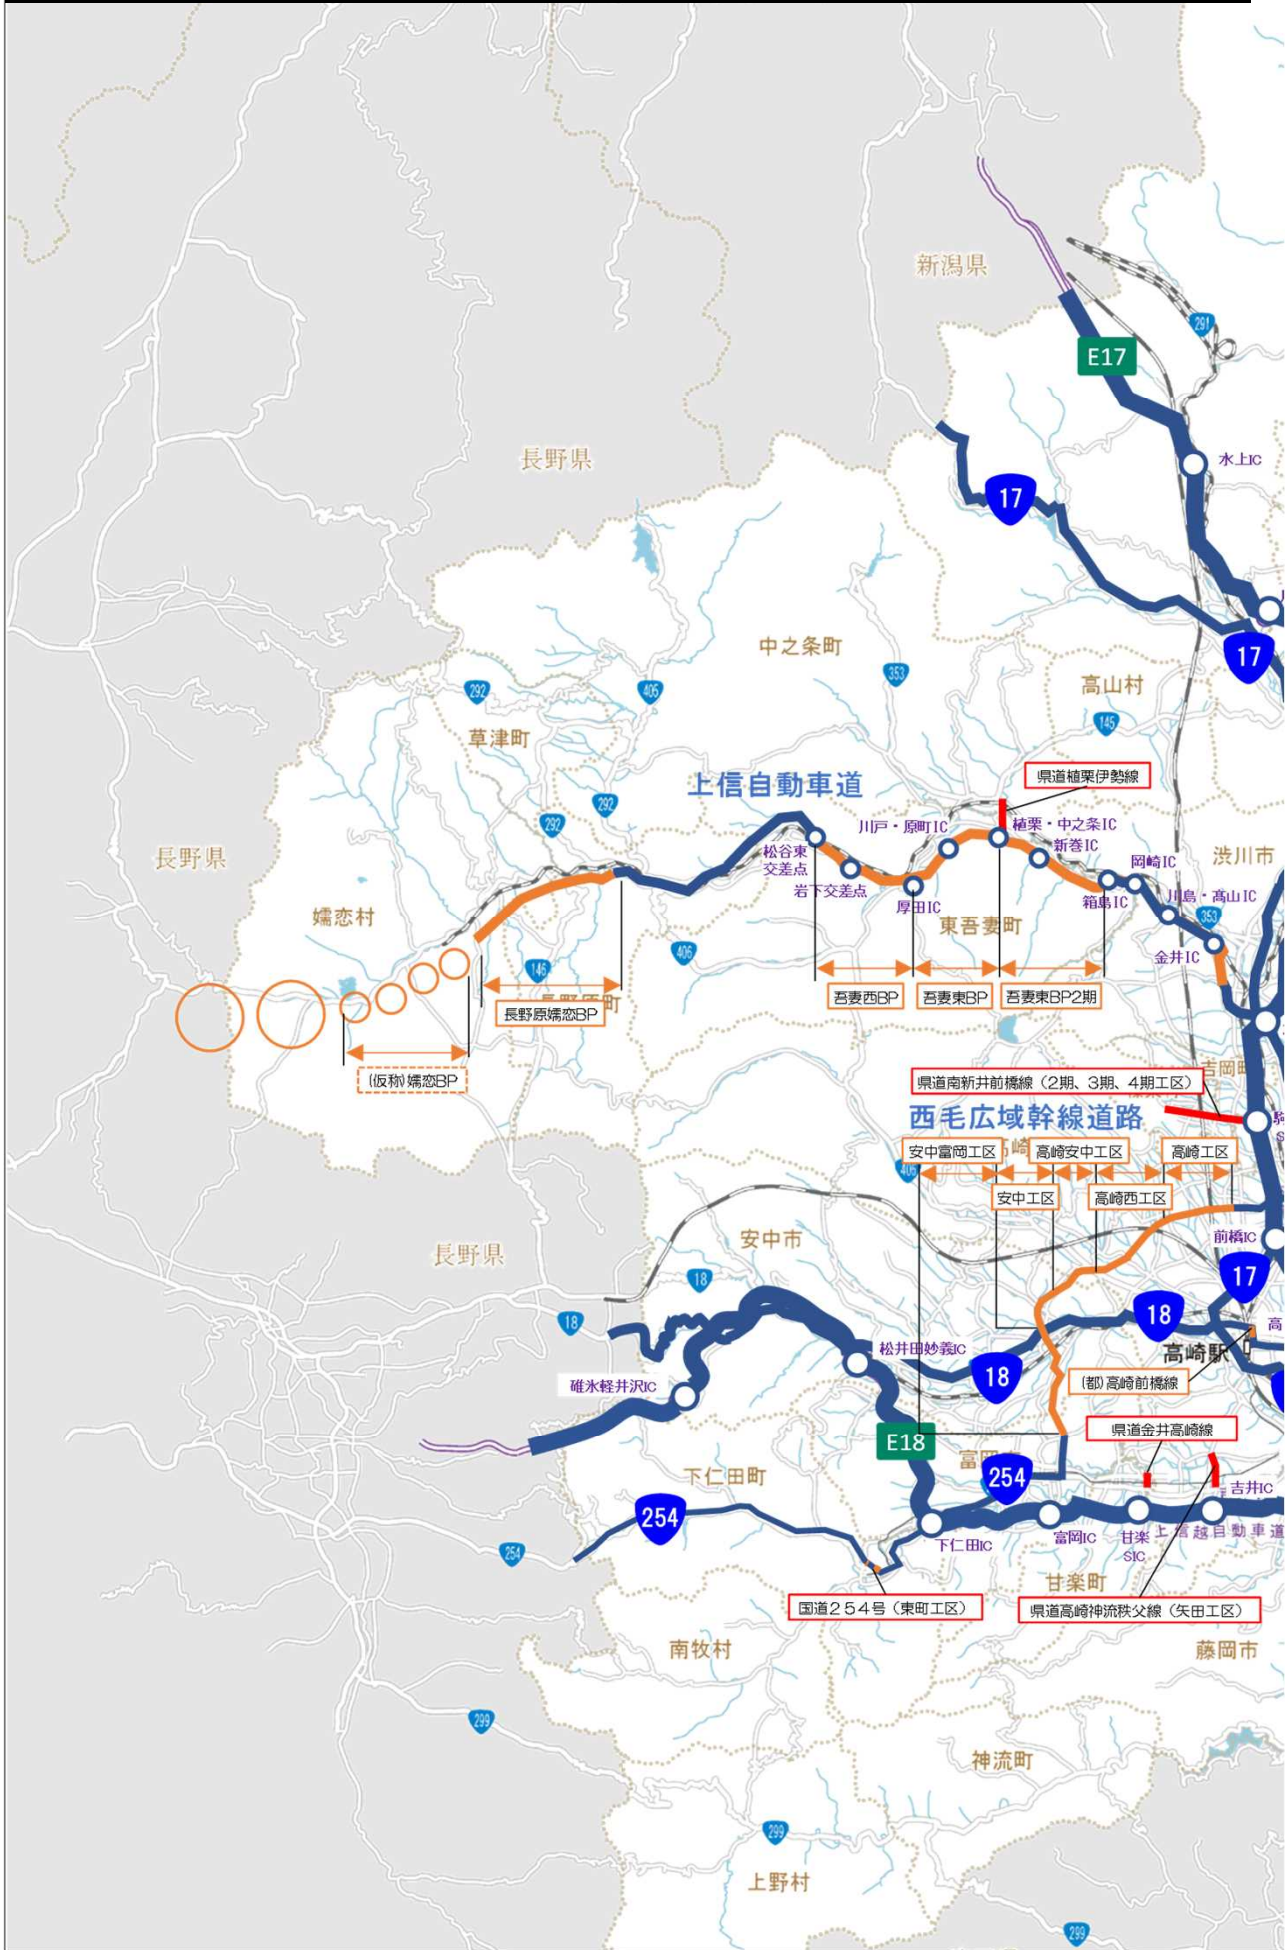 新潟県
291
E17
長野県
水上IC
17
中之条町
17
353
292
405
高山村
145
草津町
上信自動車道
県道植栗伊勢線
292
292
川戸・原町IC
植栗・中之条IC
松谷東
交差点
新巻IC
長野県
岡崎IC
渋川市
岩下交差点
厚田IC
箱島IC
川島・高山IC
嬬恋村
353
東吾妻町
406
金井IC
146
長野原町
吾妻西BP
吾妻東BP
吾妻東BP2期
長野原嬬恋BP
(仮称)嬬恋BP
吉岡町
県道南新井前橋線（2期、3期、4期工区）
西毛広域幹線道路
安中富岡工区
高崎安中工区
高崎工区
406
安中工区
高崎西工区
安中市
前橋IC
長野県
18
17
18
18
高
松井田妙義IC
高崎駅
18
碓氷軽井沢IC
(都)高崎前橋線
県道金井高崎線
E18
富岡
下仁田町
254
吉井IC
254
下仁田IC
富岡IC
甘楽
SIC
上信越自動車道
254
甘楽町
国道２５４号（東町工区）
県道高崎神流秩父線（矢田工区）
南牧村
藤岡市
299
神流町
299
上野村
299